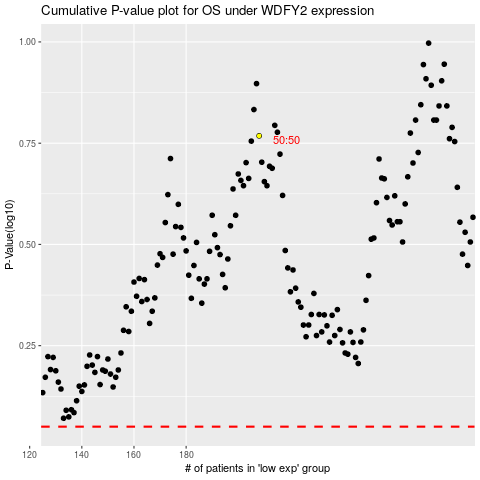 Cumulative P-value plot for OS under WDFY2 expression
P-Value(log10)
1.00
0.75
0.50
0.25
50:50
120 140 160 180
# of patients in 'low exp' group